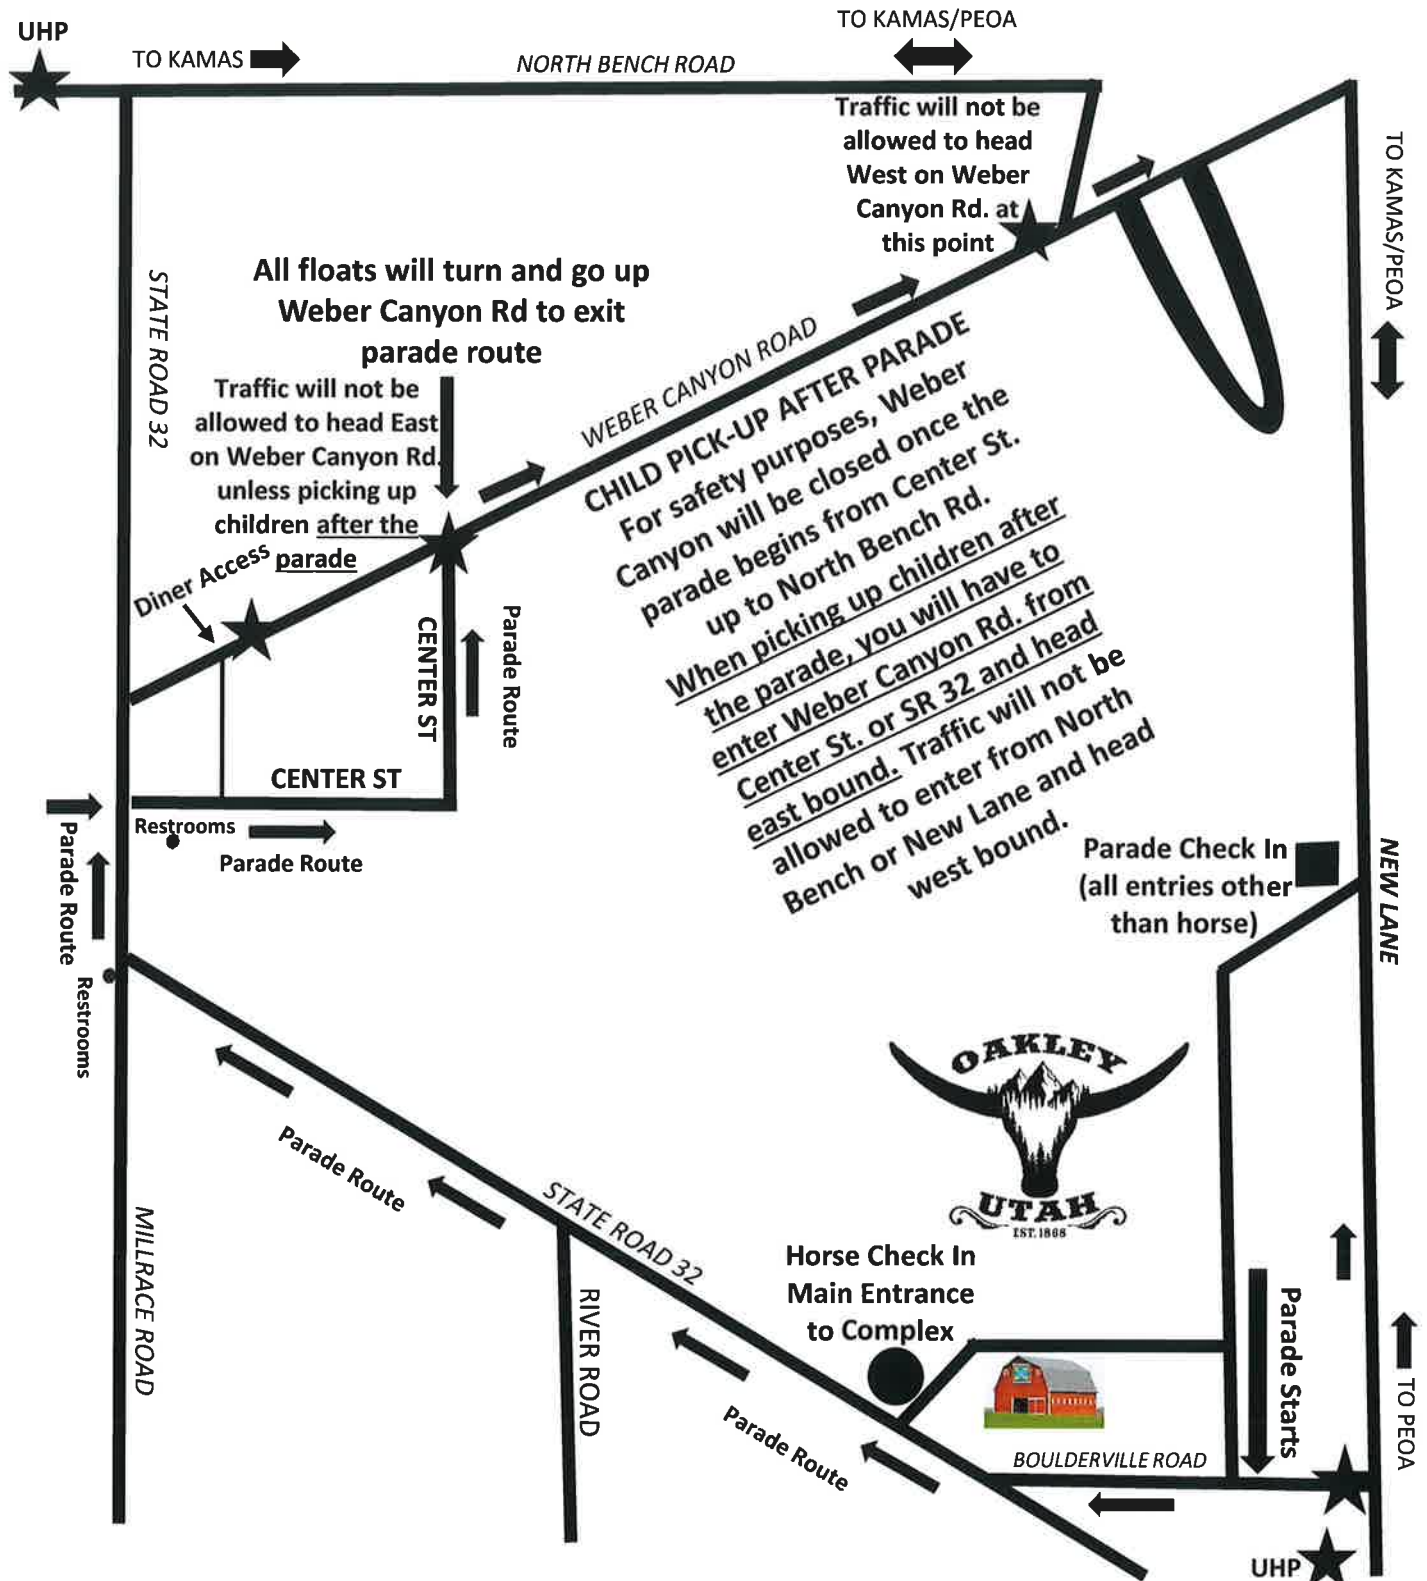 UHP
TO KAMAS
NORTH BENCH ROAD
TO KAMAS/PEOA
Traffic will not be
allowed to head
West on Weber
Canyon Rd. at
this point
TO KAMAS/PEOA
STATE ROAD 32
All floats will turn and go up
Weber Canyon Rd to exit
parade route
Traffic will not be
allowed to head East
on Weber Canyon Rd.
unless picking up
children after the
parade
Diner Access
WEBER CANYON ROAD
CHILD PICK-UP AFTER PARADE
For safety purposes, Weber
Canyon will be closed once the
parade begins from Center St.
up to North Bench Rd.
When picking up children after
the parade, you will have to
enter Weber Canyon Rd. from
Center St. or SR 32 and head
east bound. Traffic will not be
allowed to enter from North
Bench or New Lane and head
west bound.
CENTER ST
Parade Route
CENTER ST
Restrooms
Parade Route
Parade Route
Restrooms
Parade Check In
(all entries other
than horse)
NEW LANE
OAKLEY
UTAH
EST.1868
Parade Route
STATE ROAD 32
MILLRACE ROAD
RIVER ROAD
Horse Check In
Main Entrance
to Complex
Parade Route
BOULDERVILLE ROAD
Parade Starts
TO PEOA
UHP